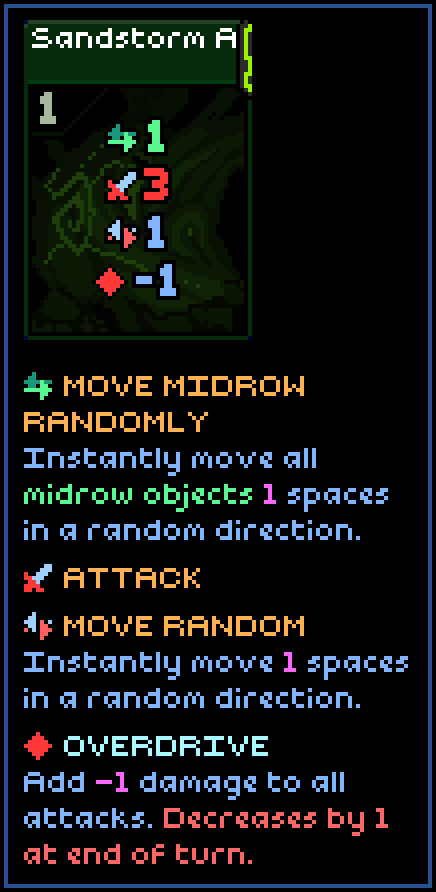 Sandstorm A
1
1
3
1
-1
MOVE MIDROW
RANDOMLY
Instantly move all
midrow objects 1 spaces
in a random direction.
ATTACK
MOVE RANDOM
Instantly move 1 spaces
in a random direction.
OVERDRIVE
Add -1 damage to all
attacks. Decreases by 1
at end of turn.